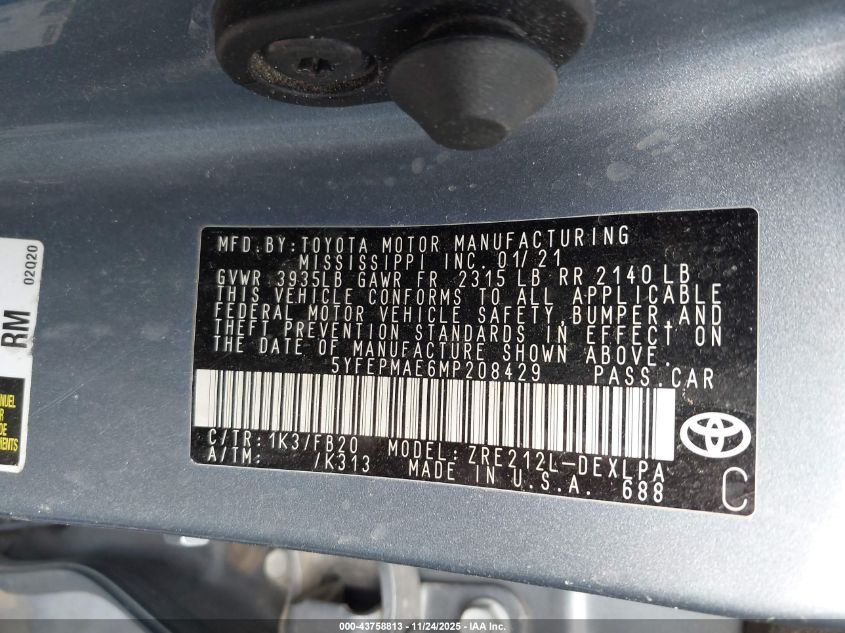 MFD.BY:TOYOTA MOTOR MANUFACTURING
MISSISSIPPI INC.01/21
GVWR 3935LB GAWR FR 2315 LB RR 2140 LB
THIS VEHICLE CONFORMS TO ALL APPLICABLE
FEDERAL MOTOR VEHICLE SAFETY,BUMPER,AND
THEFT PREVENTION STANDARDS IN EFFECT ON
THE DATE OF MANUFACTURE SHOWN ABOVE.
5YFEPMAE6MP208429 PASS.CAR
C/TR:1K3/FB20 MODEL:ZRE212L-DEXLPA
A/TM: /K313 MADE IN U.S.A. 688
C
RM
02020
MENTS
000-43758813 - 11/24/2025 - IAAI.COM